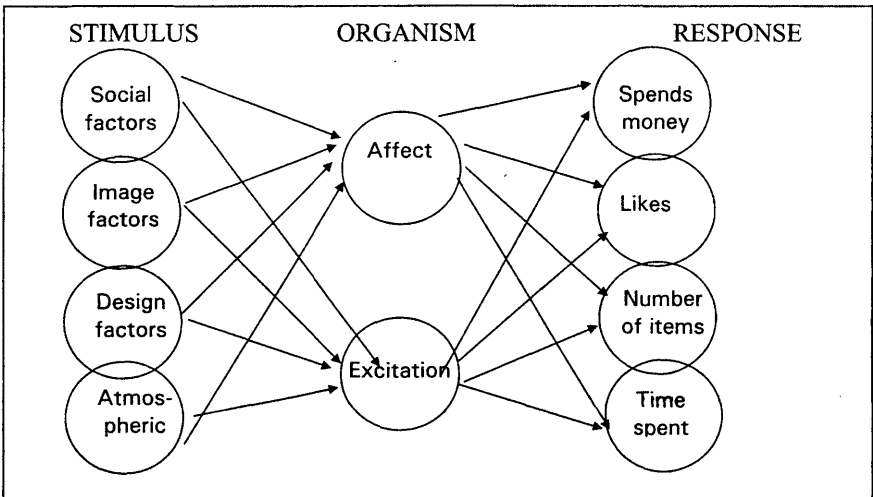 STIMULUS
ORGANISM
RESPONSE
Social
factors
Image
factors
Design
factors
Atmos-
pheric
Affect
Excitation
Spends
money
Likes
Number
of items
Time
spent